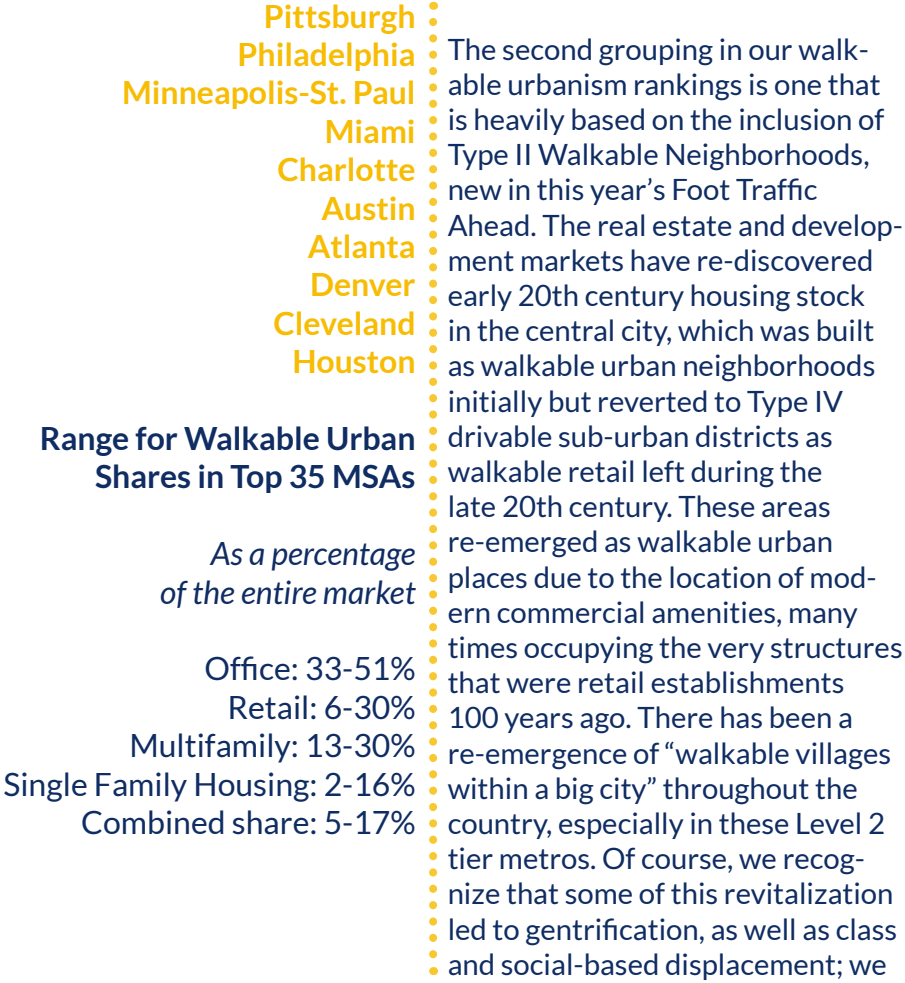 Pittsburgh
Philadelphia
Minneapolis-St. Paul
Miami
Charlotte
Austin
Atlanta
Denver
Cleveland
Houston
Range for Walkable Urban
Shares in Top 35 MSAs
As a percentage
of the entire market
Office: 33-51%
Retail: 6-30%
Multifamily: 13-30%
Single Family Housing: 2-16%
Combined share: 5-17%
The second grouping in our walk-
able urbanism rankings is one that
is heavily based on the inclusion of
Type II Walkable Neighborhoods,
new in this year’s Foot Traffic
Ahead. The real estate and develop-
ment markets have re-discovered
early 20th century housing stock
in the central city, which was built
as walkable urban neighborhoods
initially but reverted to Type IV
drivable sub-urban districts as
walkable retail left during the
late 20th century. These areas
re-emerged as walkable urban
places due to the location of mod-
ern commercial amenities, many
times occupying the very structures
that were retail establishments
100 years ago. There has been a
re-emergence of “walkable villages
within a big city” throughout the
country, especially in these Level 2
tier metros. Of course, we recog-
nize that some of this revitalization
led to gentrification, as well as class
and social-based displacement; we